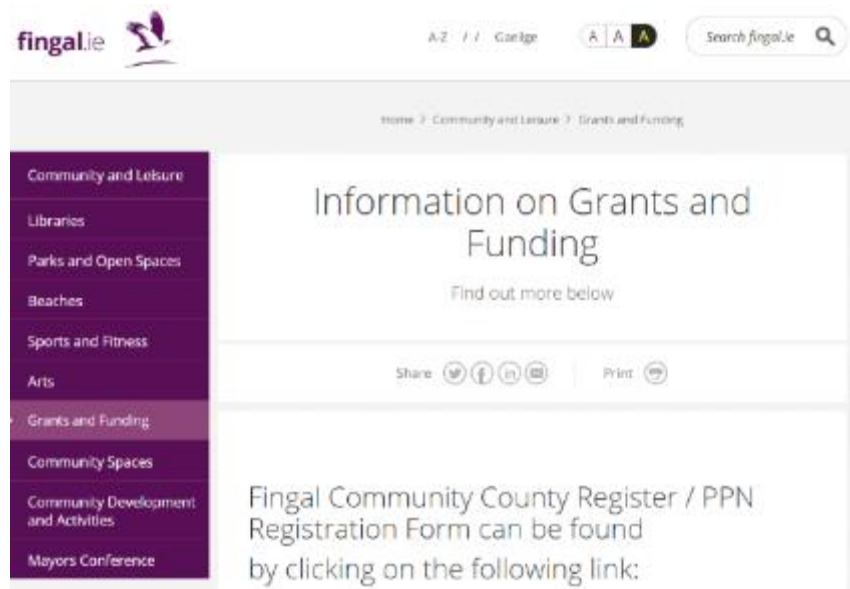 fingal.ie
A-Z / / Gaeilge
A A A
Search fingal.ie
Home > Community and Leisure > Grants and Funding
Community and Leisure
Libraries
Parks and Open Spaces
Beaches
Sports and Fitness
Arts
Grants and Funding
Community Spaces
Community Development
and Activities
Mayors Conference
Information on Grants and
Funding
Find out more below
Share
Print
Fingal Community County Register / PPN
Registration Form can be found
by clicking on the following link: